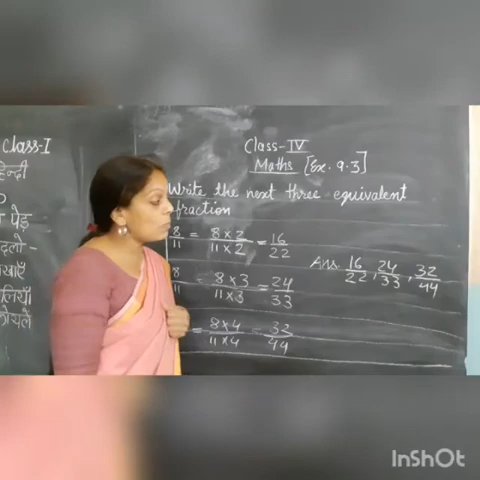 Class-I
हिन्दी
पेड़
Class-IV
Maths [Ex. 9.3]
Write the next three equivalent
fraction
8/11 = 8×2/11×2 = 16/22
8/11 = 8×3/11×3 = 24/33
= 8×4/11×4 = 32/44
Ans. 16/22, 24/33, 32/44
InShOt